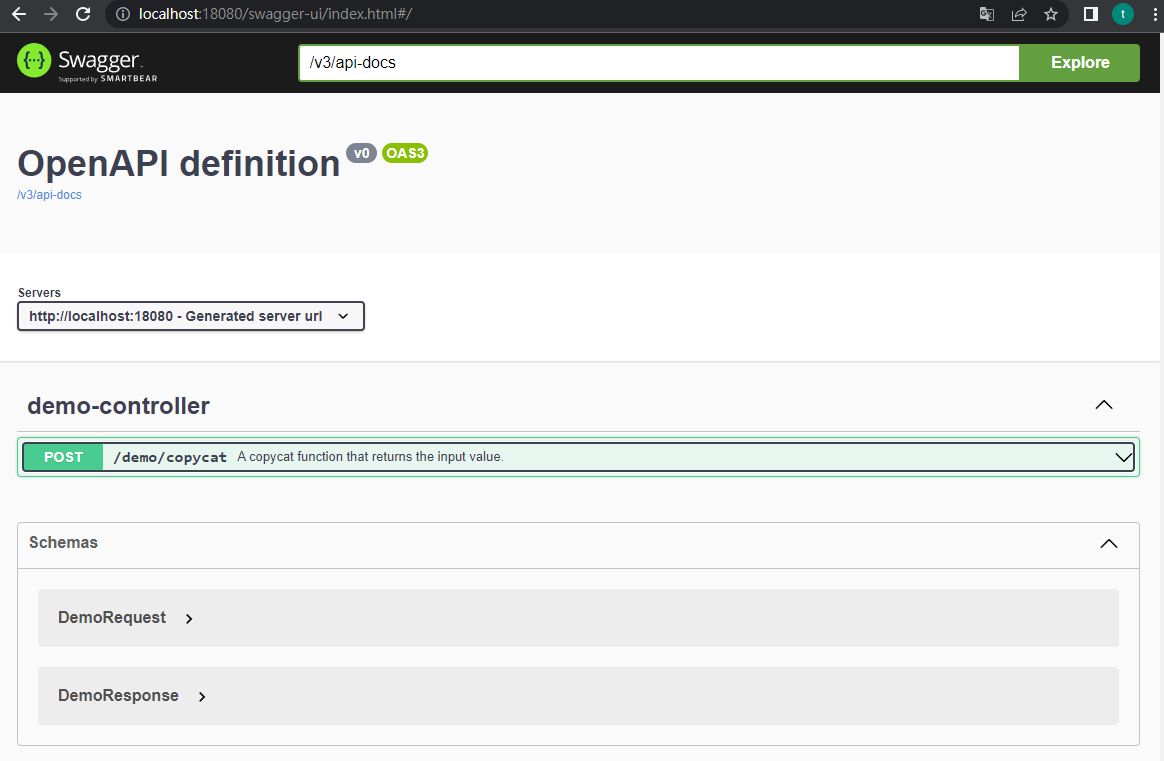 localhost:18080/swagger-ui/index.html#/
t
{··} Swagger
Supported by SMARTBEAR
/v3/api-docs
Explore
OpenAPI definition v0 OAS3
/v3/api-docs
Servers
http://localhost:18080 - Generated server url
demo-controller
POST /demo/copycat A copycat function that returns the input value.
Schemas
DemoRequest
DemoResponse